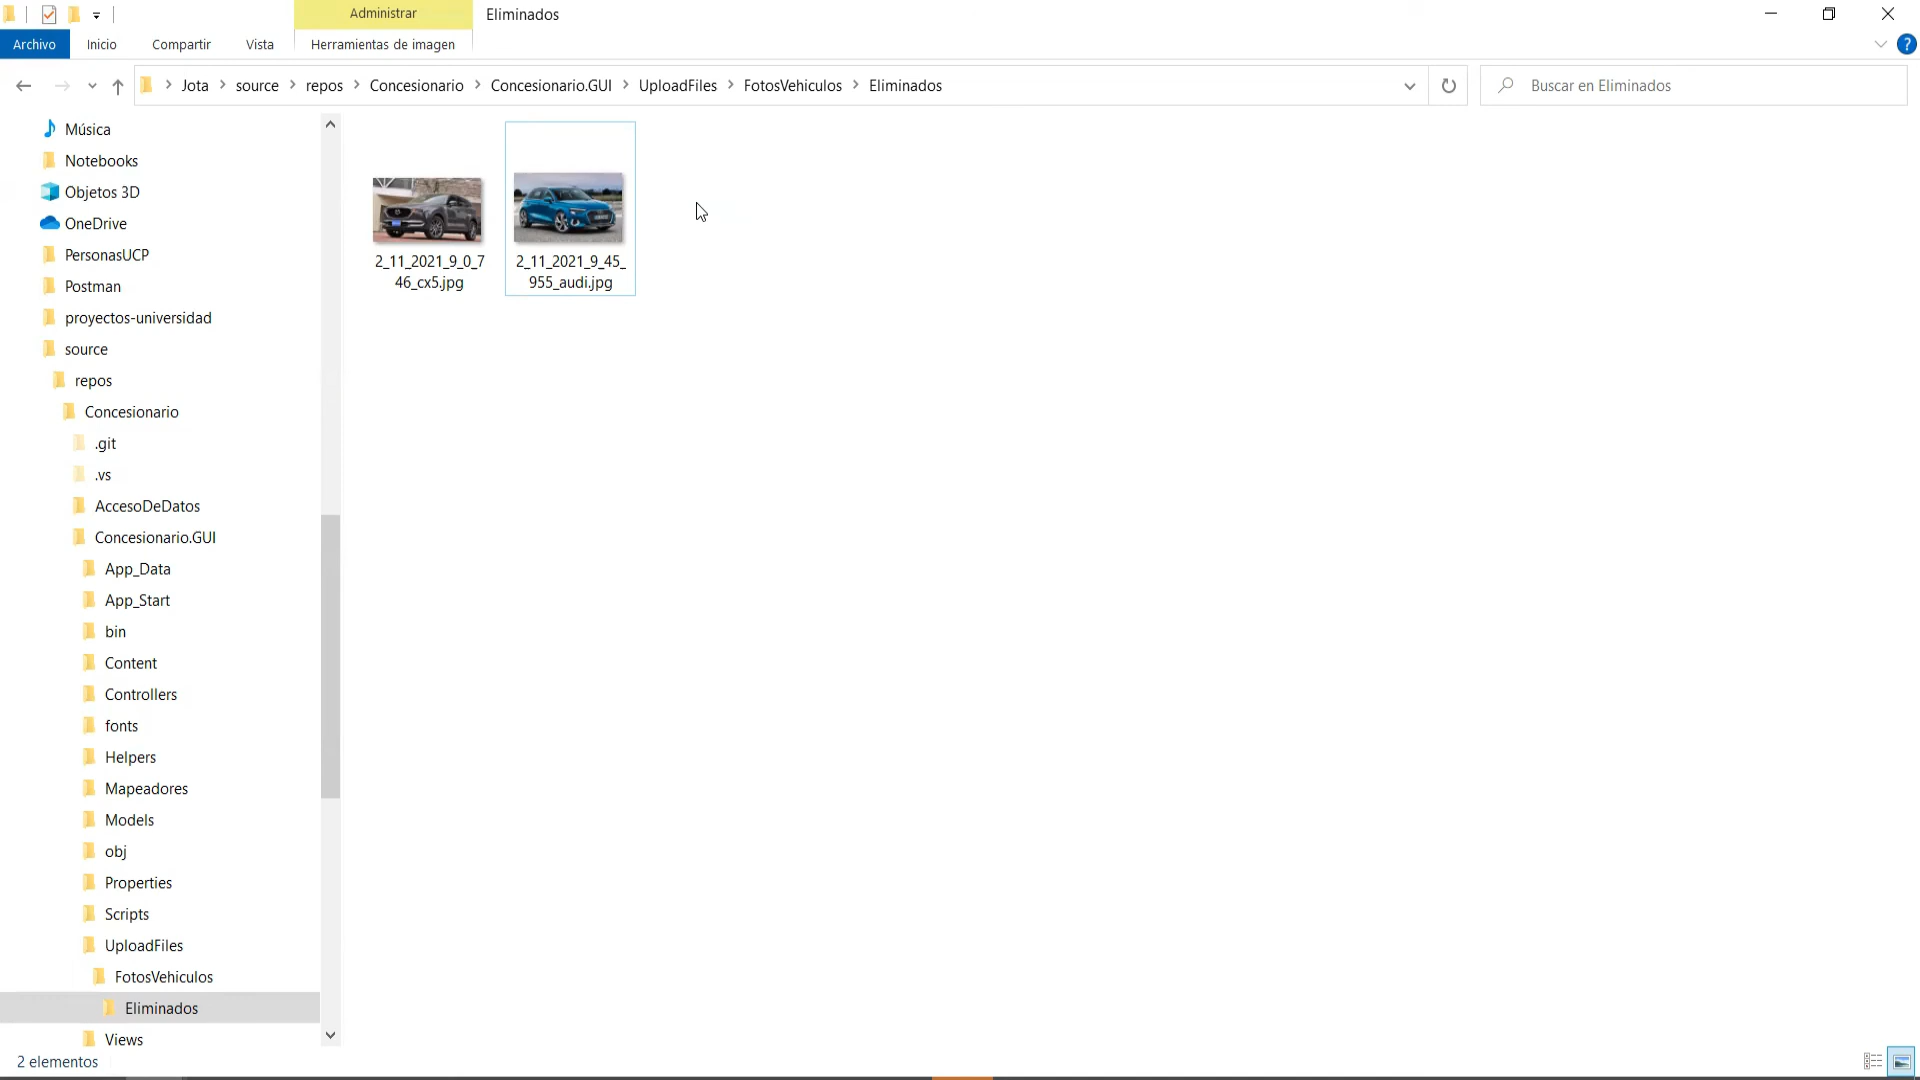 Administrar
Eliminados
Archivo
Inicio
Compartir
Vista
Herramientas de imagen
Jota
source
repos
Concesionario
Concesionario.GUI
UploadFiles
FotosVehiculos
Eliminados
Buscar en Eliminados
Música
Notebooks
Objetos 3D
OneDrive
PersonasUCP
Postman
proyectos-universidad
source
repos
Concesionario
.git
.vs
AccesoDeDatos
Concesionario.GUI
App_Data
App_Start
bin
Content
Controllers
fonts
Helpers
Mapeadores
Models
obj
Properties
Scripts
UploadFiles
FotosVehiculos
Eliminados
Views
2_11_2021_9_0_7
46_cx5.jpg
2_11_2021_9_45_
955_audi.jpg
2 elementos